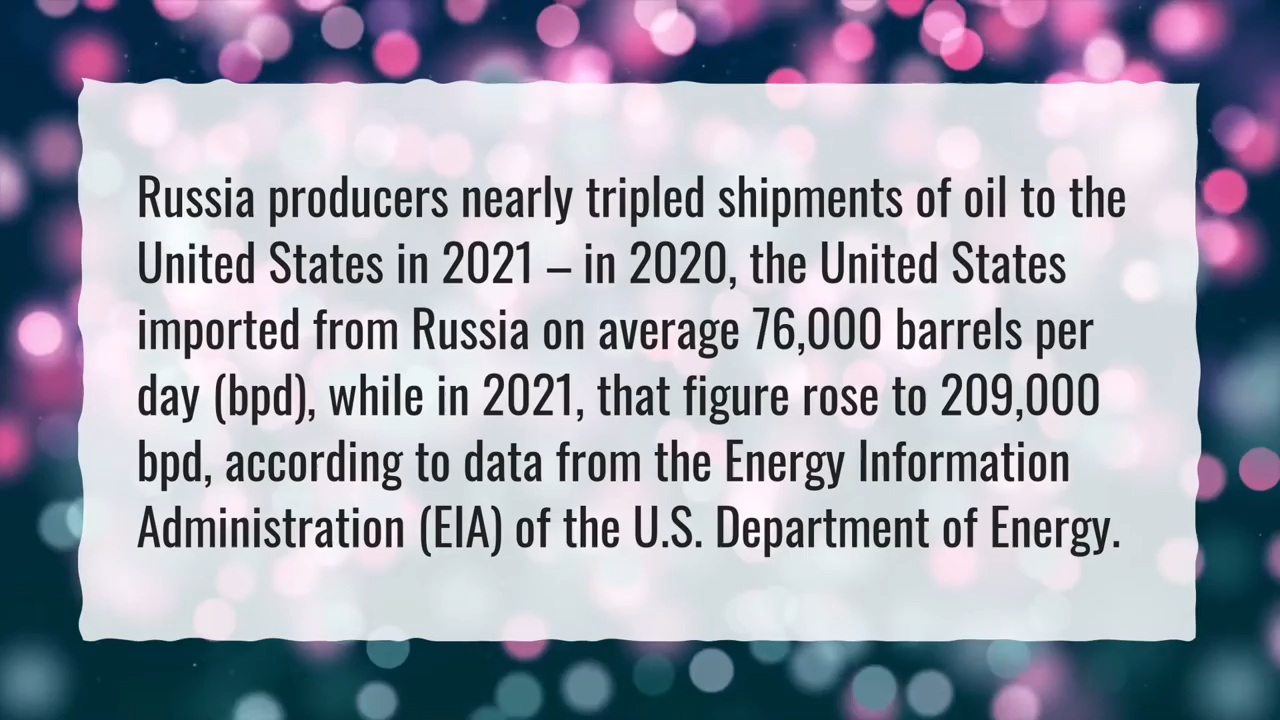 Russia producers nearly tripled shipments of oil to the
United States in 2021 – in 2020, the United States
imported from Russia on average 76,000 barrels per
day (bpd), while in 2021, that figure rose to 209,000
bpd, according to data from the Energy Information
Administration (EIA) of the U.S. Department of Energy.